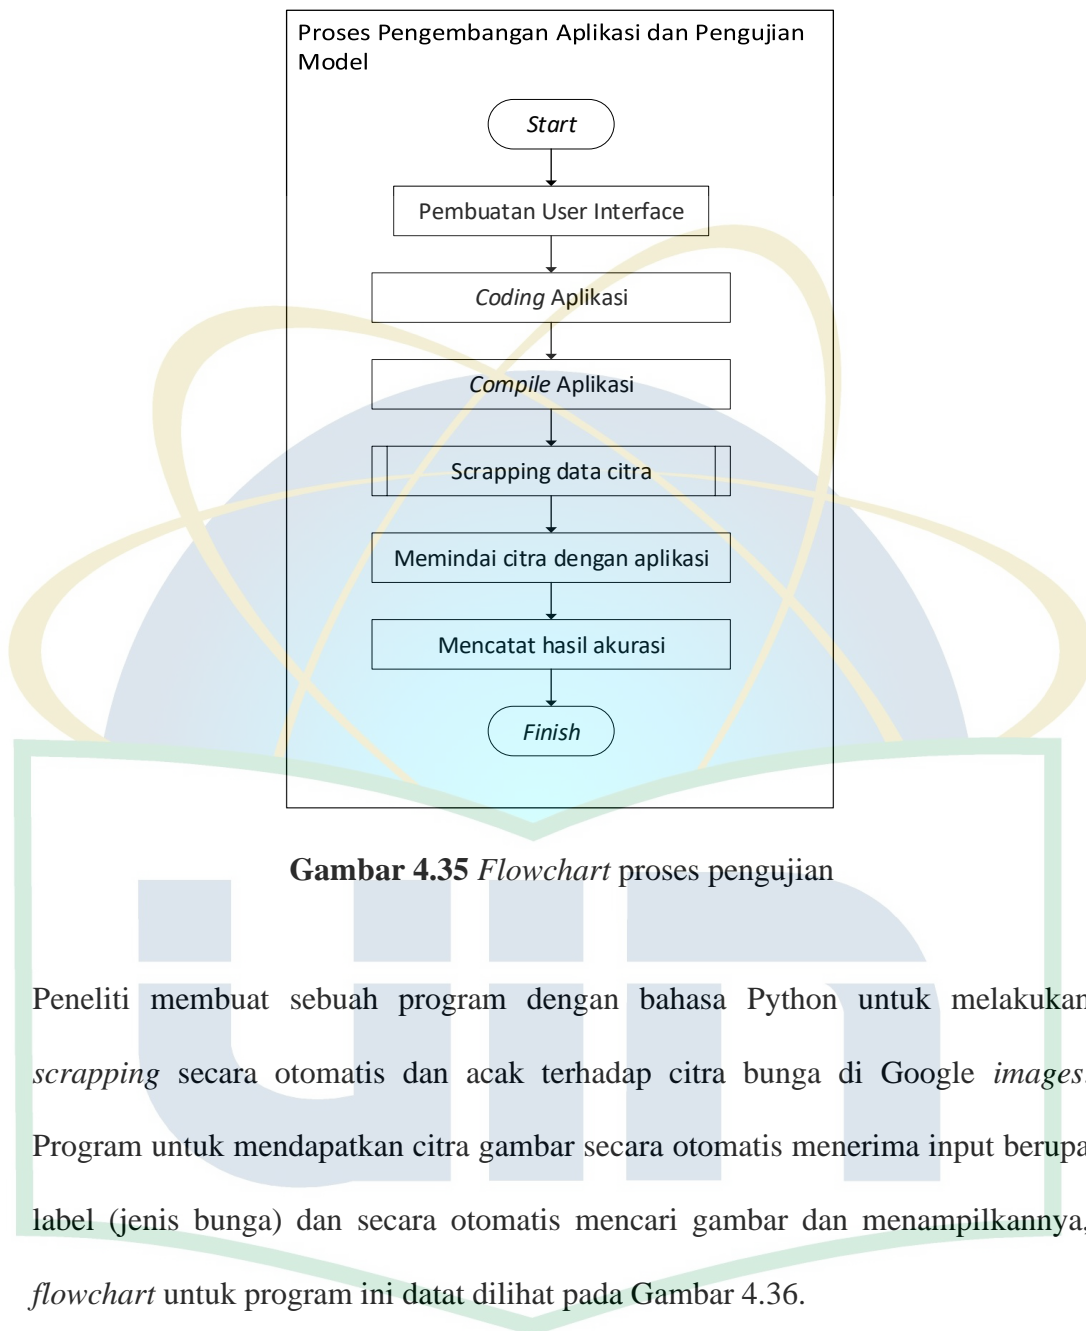 Proses Pengembangan Aplikasi dan Pengujian
Model
Start
Pembuatan User Interface
Coding Aplikasi
Compile Aplikasi
Scrapping data citra
Memindai citra dengan aplikasi
Mencatat hasil akurasi
Finish
Gambar 4.35 Flowchart proses pengujian
Peneliti membuat sebuah program dengan bahasa Python untuk melakukan
scrapping secara otomatis dan acak terhadap citra bunga di Google images.
Program untuk mendapatkan citra gambar secara otomatis menerima input berupa
label (jenis bunga) dan secara otomatis mencari gambar dan menampilkannya,
flowchart untuk program ini datat dilihat pada Gambar 4.36.
uin